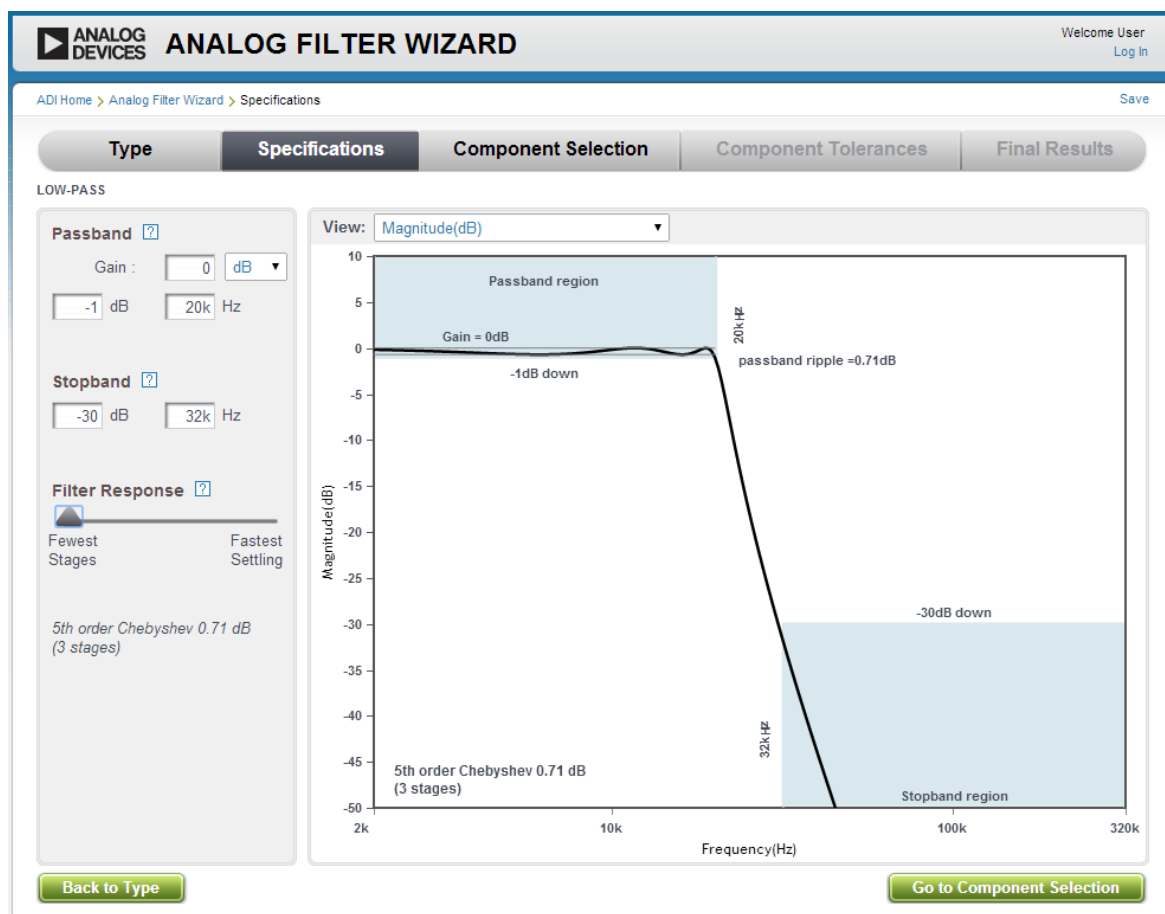 ANALOG DEVICES
ANALOG FILTER WIZARD
Welcome User
Log In
ADI Home > Analog Filter Wizard > Specifications
Save
Type
Specifications
Component Selection
Component Tolerances
Final Results
LOW-PASS
Passband ?
Gain : 0 dB ▼
-1 dB 20k Hz
Stopband ?
-30 dB 32k Hz
Filter Response ?
Fewest Stages
Fastest Settling
5th order Chebyshev 0.71 dB
(3 stages)
View: Magnitude(dB) ▼
10
5
0
-5
-10
-15
-20
-25
-30
-35
-40
-45
-50
Magnitude(dB)
Passband region
Gain = 0dB
-1dB down
20kHz
passband ripple =0.71dB
-30dB down
32kHz
Stopband region
5th order Chebyshev 0.71 dB
(3 stages)
2k
10k
100k
320k
Frequency(Hz)
Back to Type
Go to Component Selection